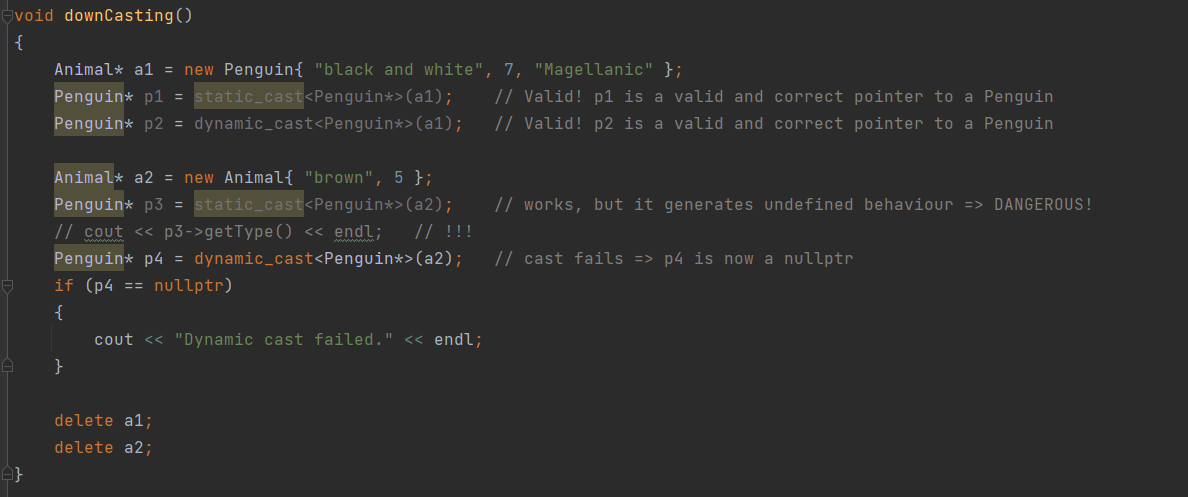 void downCasting()
{
    Animal* a1 = new Penguin{ "black and white", 7, "Magellanic" };
    Penguin* p1 = static_cast<Penguin*>(a1);    // Valid! p1 is a valid and correct pointer to a Penguin
    Penguin* p2 = dynamic_cast<Penguin*>(a1);   // Valid! p2 is a valid and correct pointer to a Penguin

    Animal* a2 = new Animal{ "brown", 5 };
    Penguin* p3 = static_cast<Penguin*>(a2);    // works, but it generates undefined behaviour => DANGEROUS!
    // cout << p3->getType() << endl;   // !!!
    Penguin* p4 = dynamic_cast<Penguin*>(a2);   // cast fails => p4 is now a nullptr
    if (p4 == nullptr)
    {
        cout << "Dynamic cast failed." << endl;
    }

    delete a1;
    delete a2;
}